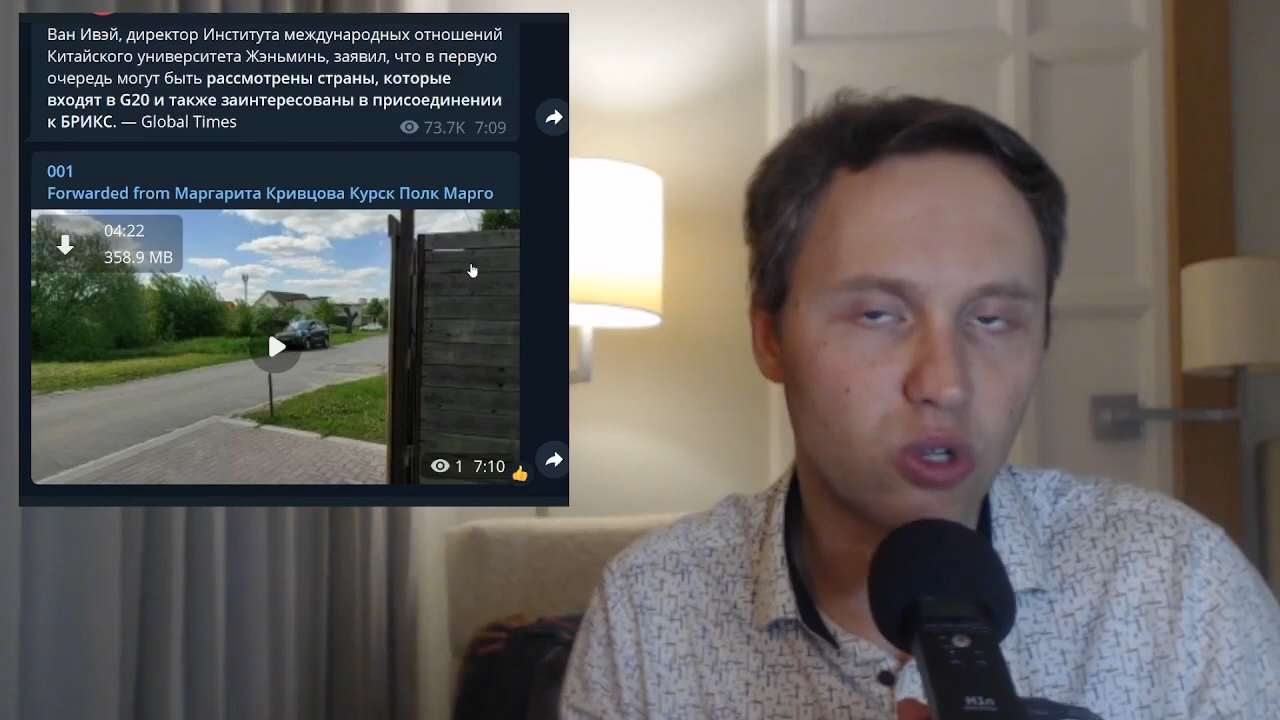 Ван Ивэй, директор Института международных отношений
Китайского университета Жэньминь, заявил, что в первую
очередь могут быть рассмотрены страны, которые
входят в G20 и также заинтересованы в присоединении
к БРИКС. — Global Times
73.7K 7:09
001
Forwarded from Маргарита Кривцова Курск Полк Марго
04:22
358.9 MB
1 7:10
H1n